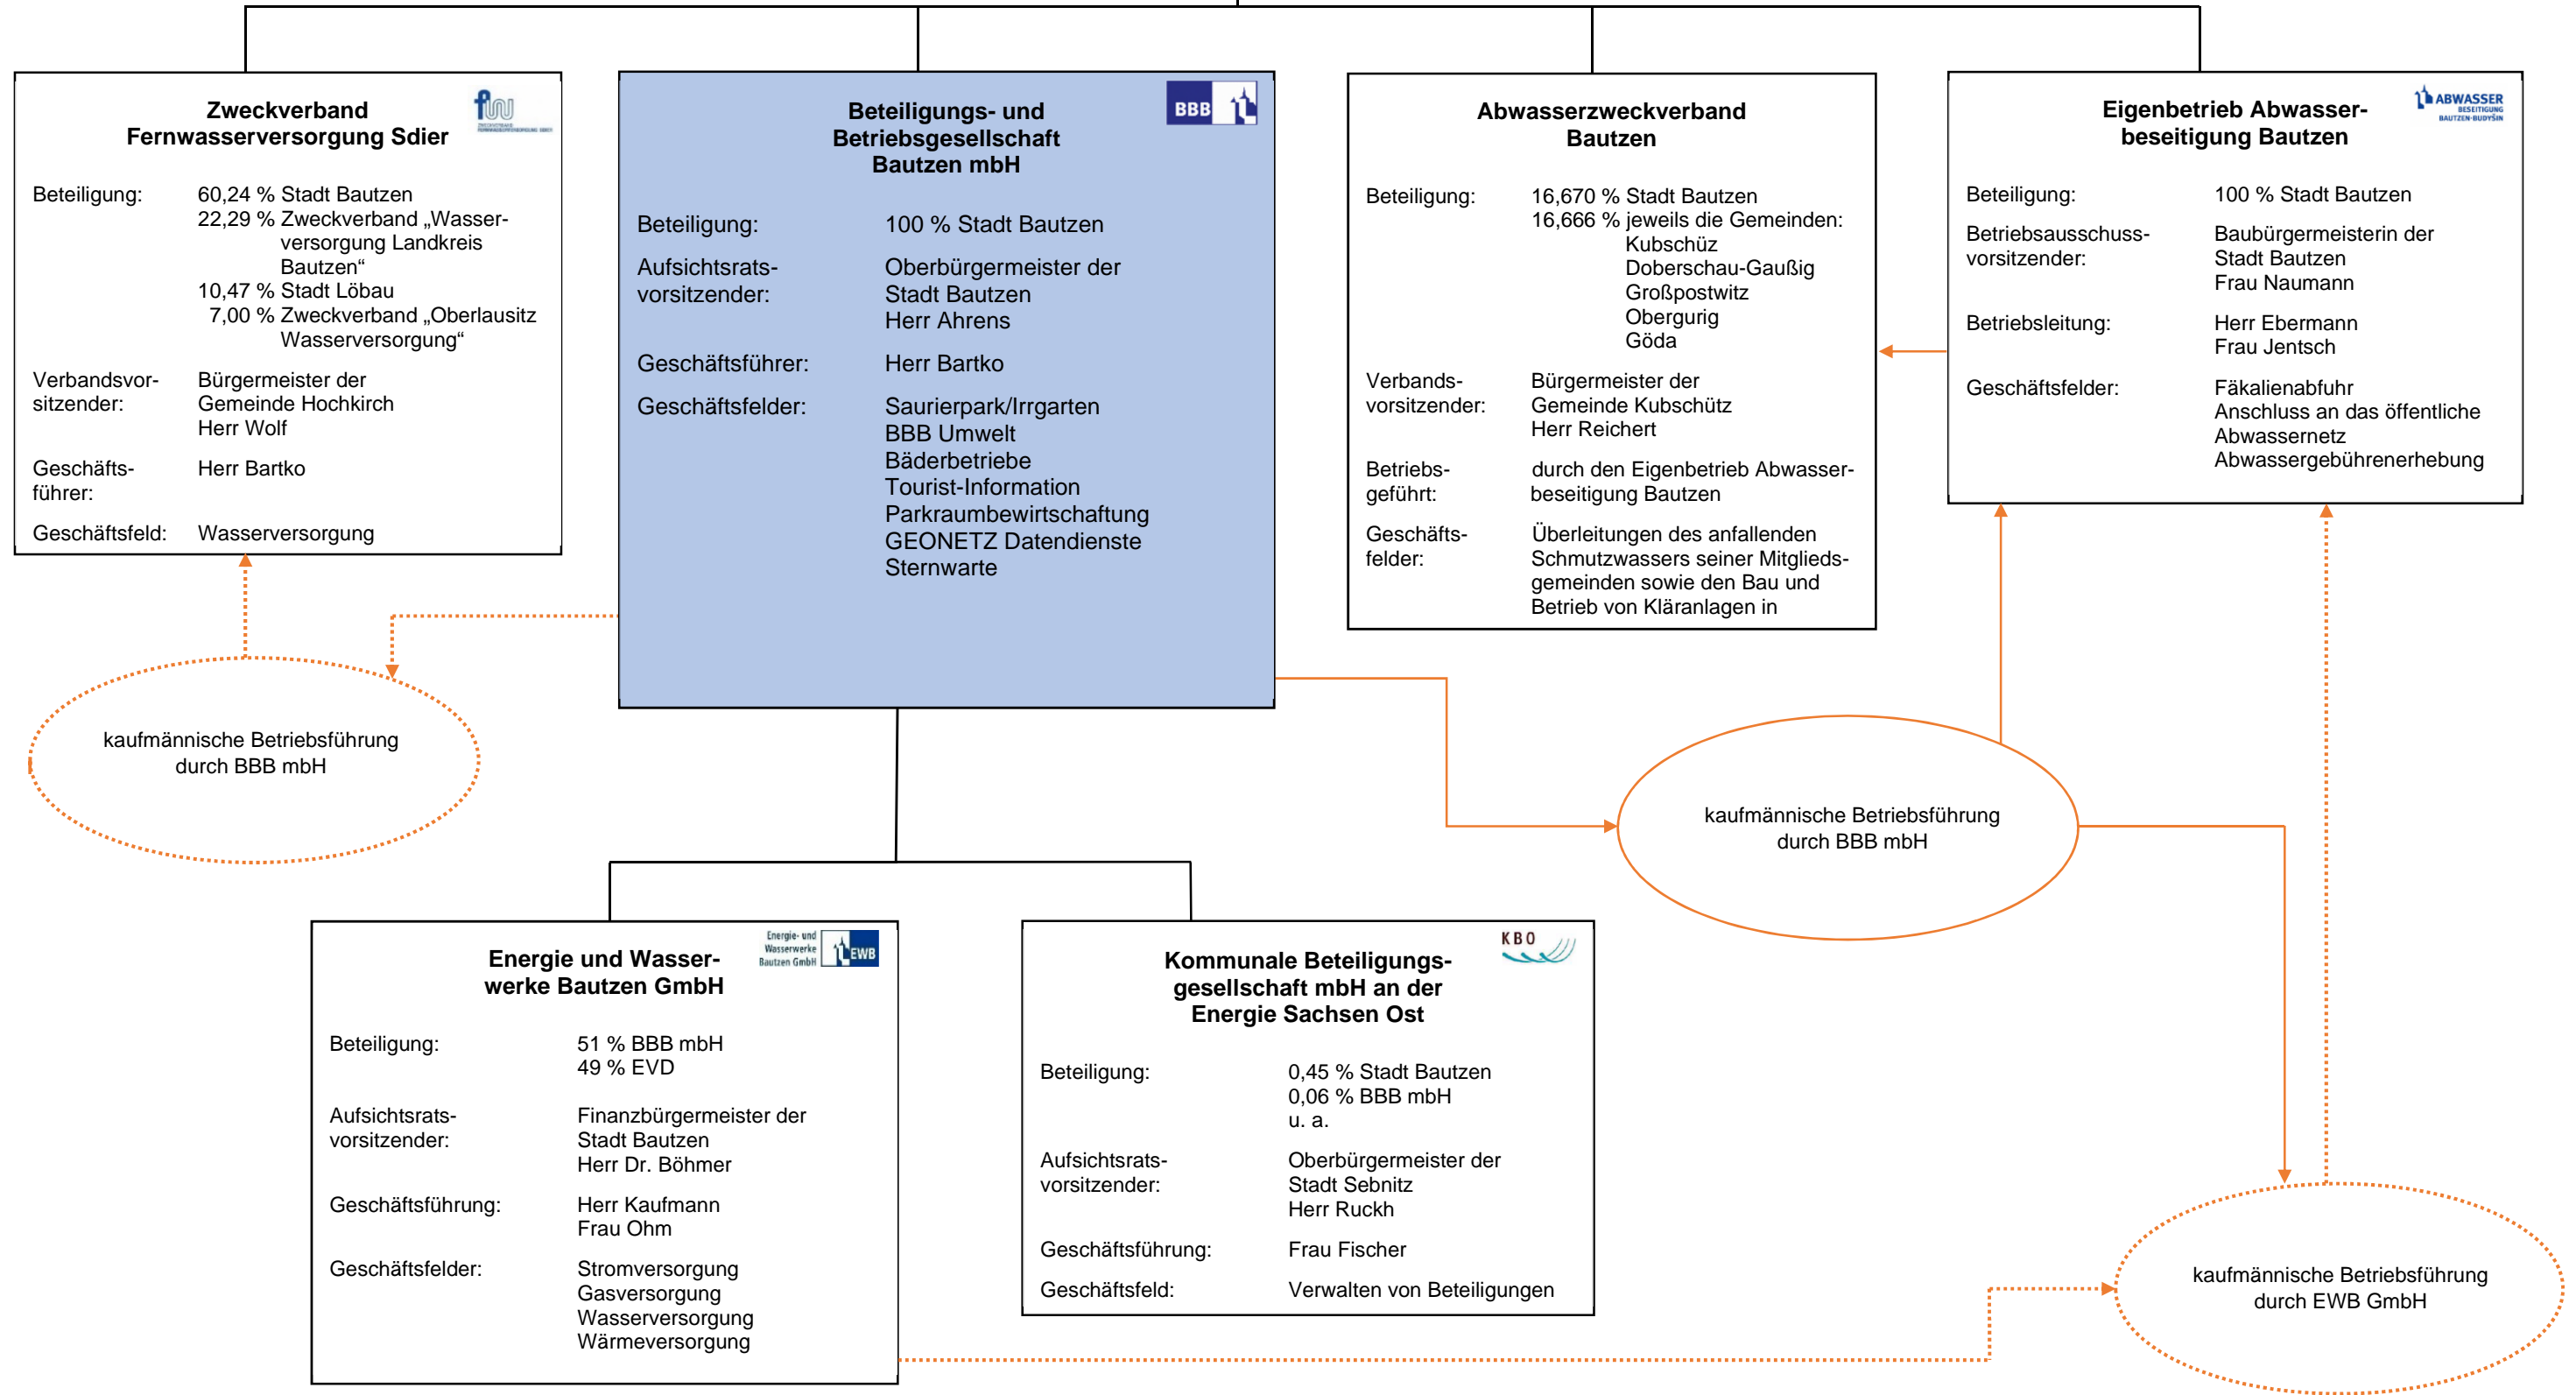 Zweckverband
Fernwasserversorgung Sdier
fw
ZWECKVERBAND
FERNWASSERVERSORGUNG SDIER
Beteiligung: 60,24 % Stadt Bautzen
22,29 % Zweckverband „Wasser-
versorgung Landkreis
Bautzen“
10,47 % Stadt Löbau
7,00 % Zweckverband „Oberlausitz
Wasserversorgung“
Verbandsvor- Bürgermeister der
sitzender: Gemeinde Hochkirch
Herr Wolf
Geschäfts- Herr Bartko
führer:
Geschäftsfeld: Wasserversorgung
Beteiligungs- und
Betriebsgesellschaft
Bautzen mbH
BBB
Beteiligung: 100 % Stadt Bautzen
Aufsichtsrats- Oberbürgermeister der
vorsitzender: Stadt Bautzen
Herr Ahrens
Geschäftsführer: Herr Bartko
Geschäftsfelder: Saurierpark/Irrgarten
BBB Umwelt
Bäderbetriebe
Tourist-Information
Parkraumbewirtschaftung
GEONETZ Datendienste
Sternwarte
Abwasserzweckverband
Bautzen
Beteiligung: 16,670 % Stadt Bautzen
16,666 % jeweils die Gemeinden:
Kubschüz
Doberschau-Gaußig
Großpostwitz
Obergurig
Göda
Verbands- Bürgermeister der
vorsitzender: Gemeinde Kubschütz
Herr Reichert
Betriebs- durch den Eigenbetrieb Abwasser-
geführt: beseitigung Bautzen
Geschäfts- Überleitungen des anfallenden
felder: Schmutzwassers seiner Mitglieds-
gemeinden sowie den Bau und
Betrieb von Kläranlagen in
Eigenbetrieb Abwasser-
beseitigung Bautzen
ABWASSER
BESEITIGUNG
BAUTZEN-BUDYŠIN
Beteiligung: 100 % Stadt Bautzen
Betriebsausschuss- Baubürgermeisterin der
vorsitzender: Stadt Bautzen
Frau Naumann
Betriebsleitung: Herr Ebermann
Frau Jentsch
Geschäftsfelder: Fäkalienabfuhr
Anschluss an das öffentliche
Abwassernetz
Abwassergebührenerhebung
kaufmännische Betriebsführung
durch BBB mbH
kaufmännische Betriebsführung
durch BBB mbH
Energie und Wasser-
werke Bautzen GmbH
Energie- und
Wasserwerke
Bautzen GmbH
EWB
Beteiligung: 51 % BBB mbH
49 % EVD
Aufsichtsrats- Finanzbürgermeister der
vorsitzender: Stadt Bautzen
Herr Dr. Böhmer
Geschäftsführung: Herr Kaufmann
Frau Ohm
Geschäftsfelder: Stromversorgung
Gasversorgung
Wasserversorgung
Wärmeversorgung
Kommunale Beteiligungs-
gesellschaft mbH an der
Energie Sachsen Ost
KBO
Beteiligung: 0,45 % Stadt Bautzen
0,06 % BBB mbH
u. a.
Aufsichtsrats- Oberbürgermeister der
vorsitzender: Stadt Sebnitz
Herr Ruckh
Geschäftsführung: Frau Fischer
Geschäftsfeld: Verwalten von Beteiligungen
kaufmännische Betriebsführung
durch EWB GmbH